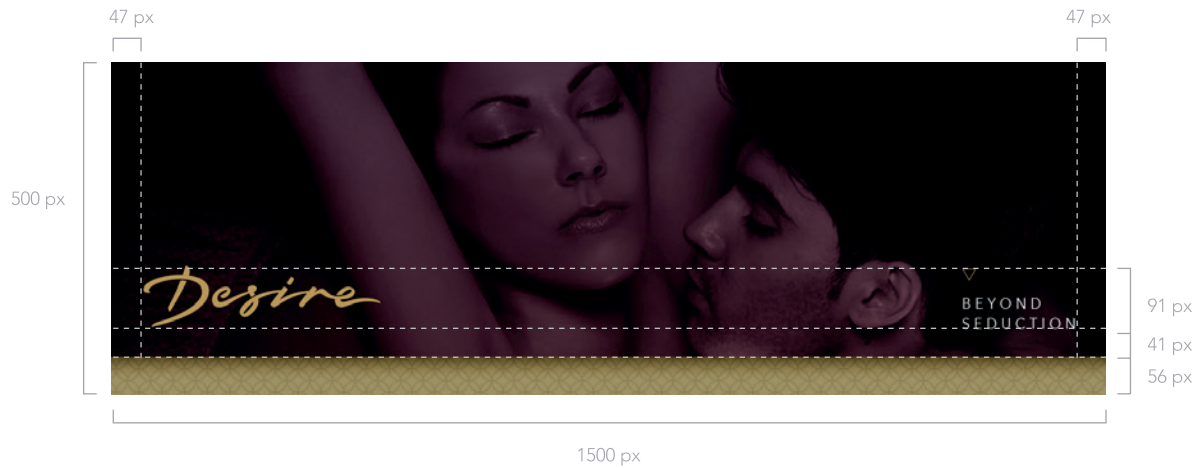 47 px
47 px
500 px
Desire
BEYOND
SEDUCTION
91 px
41 px
56 px
1500 px